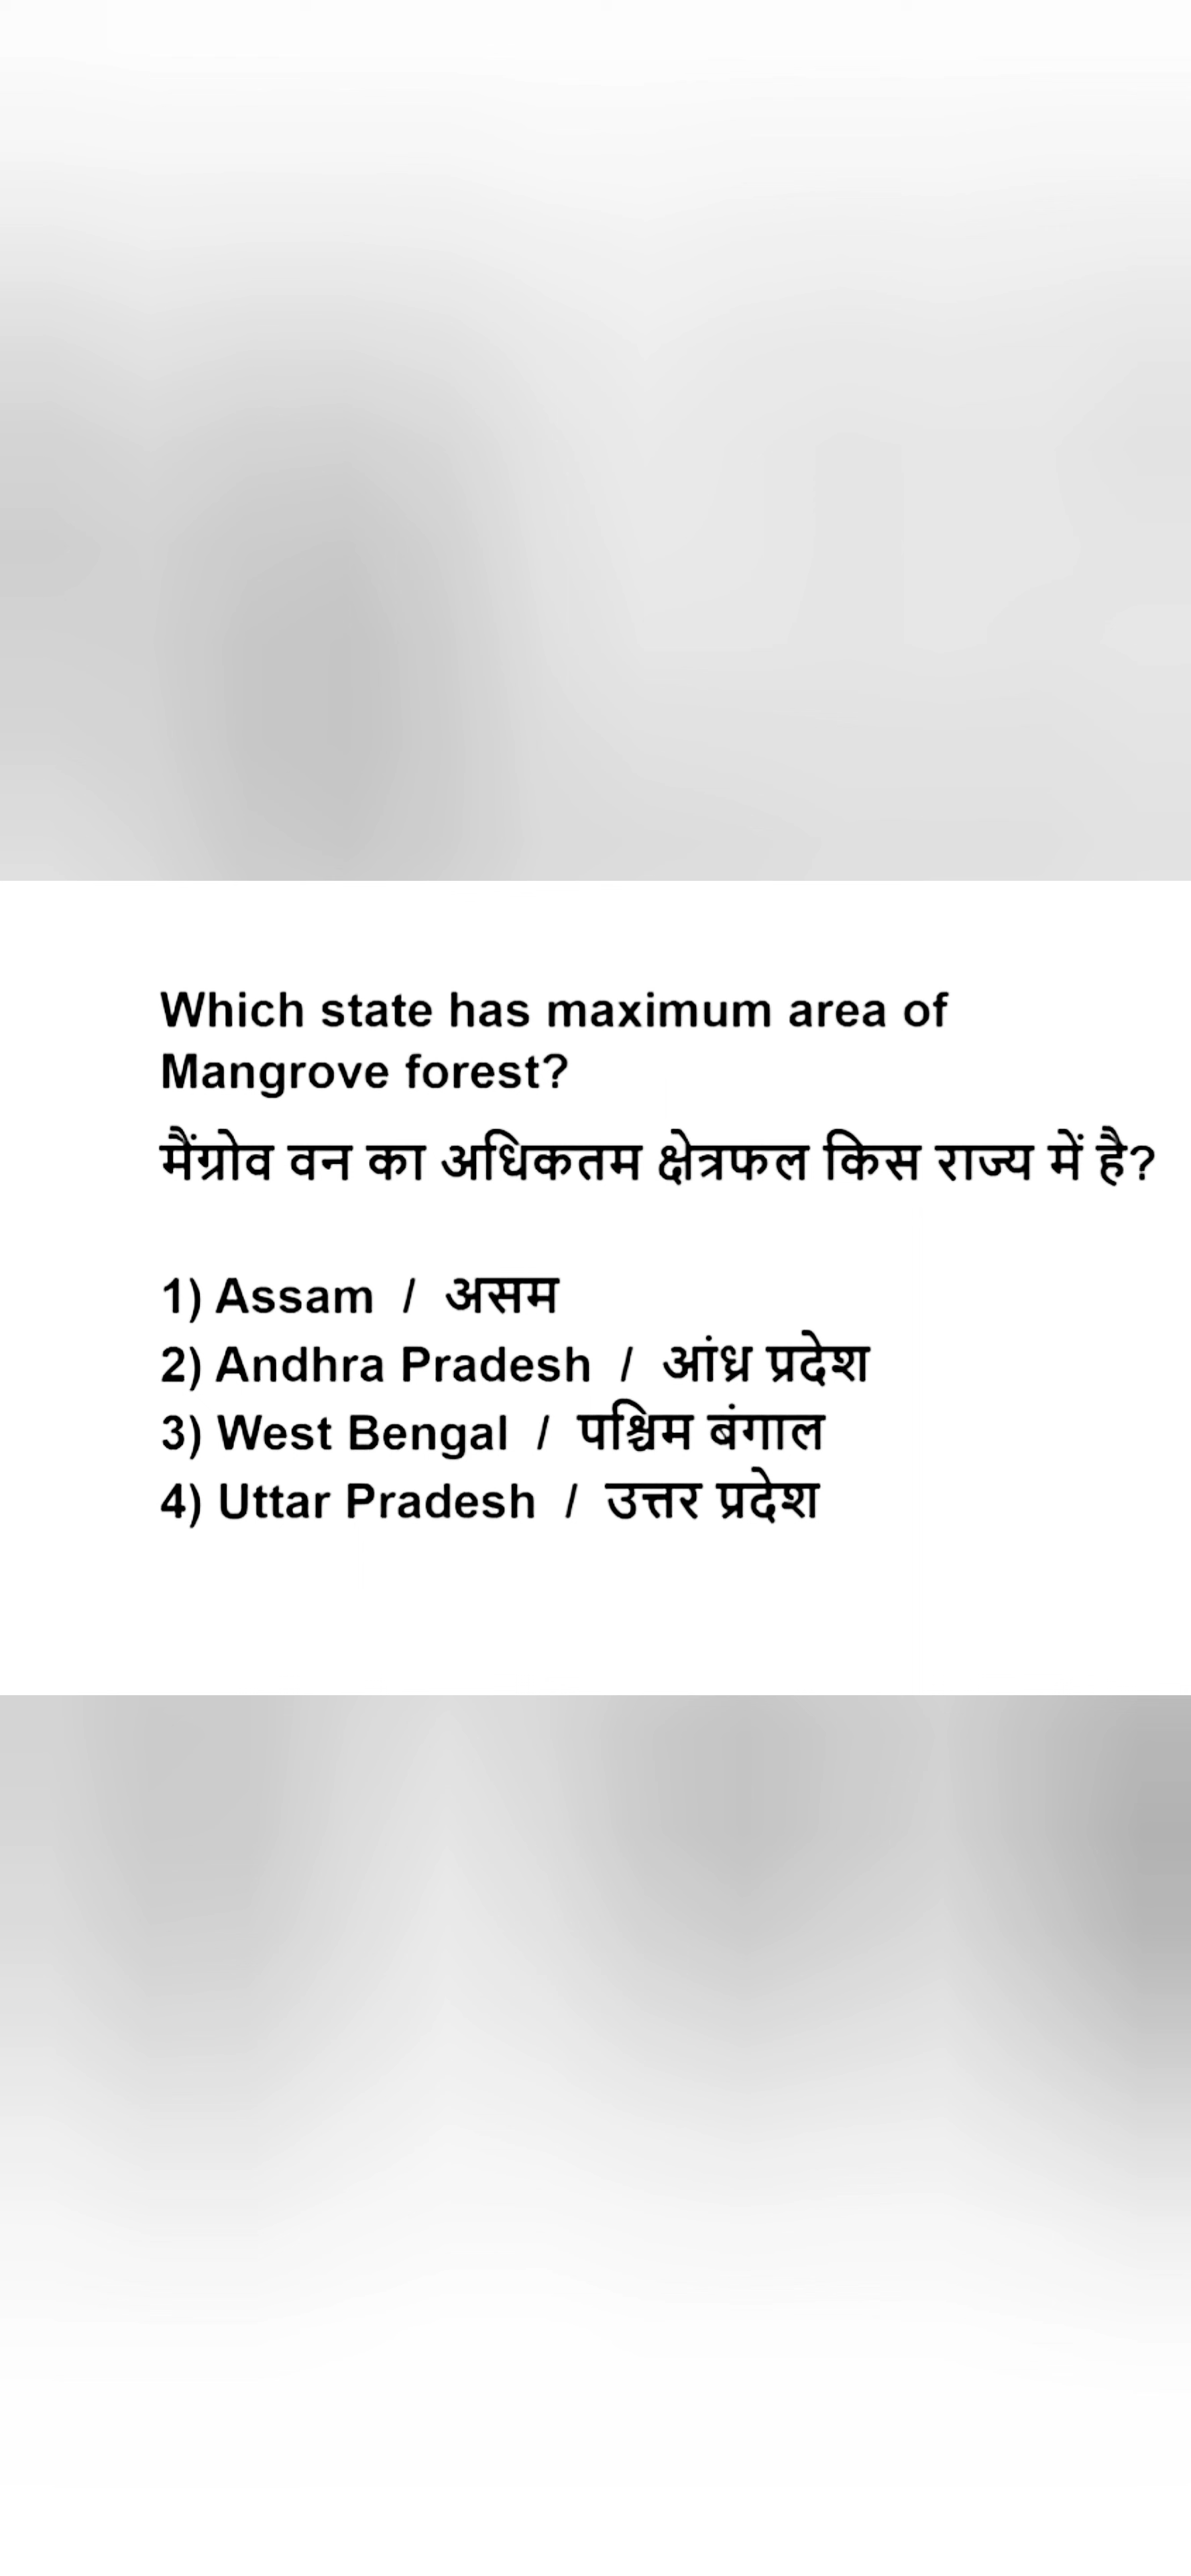 Which state has maximum area of
Mangrove forest?
मैंग्रोव वन का अधिकतम क्षेत्रफल किस राज्य में है?
1) Assam / असम
2) Andhra Pradesh / आंध्र प्रदेश
3) West Bengal / पश्चिम बंगाल
4) Uttar Pradesh / उत्तर प्रदेश